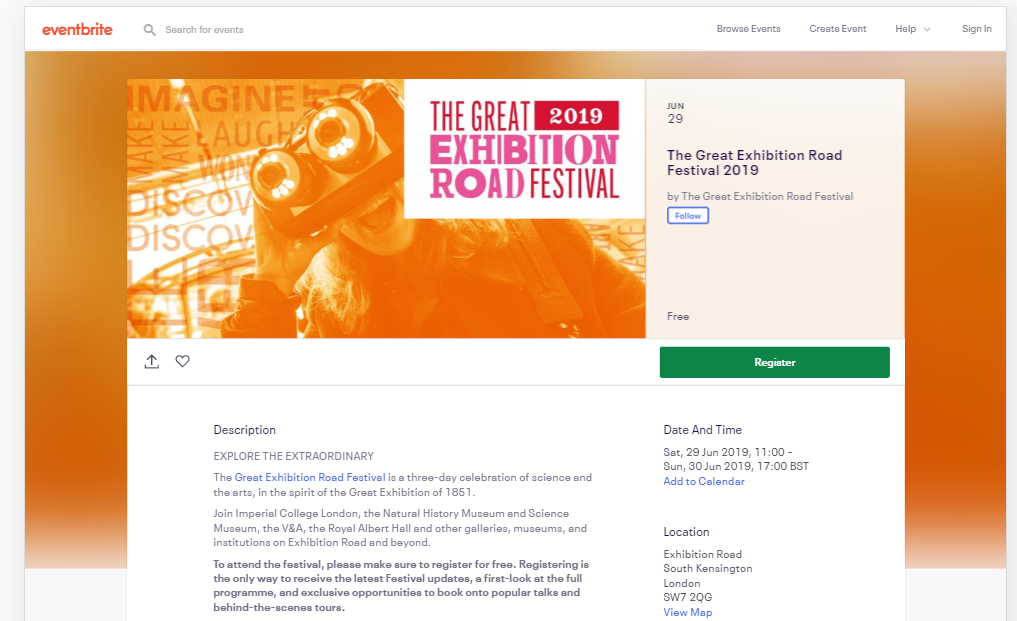 eventbrite
Search for events
Browse Events
Create Event
Help
Sign In
IMAGINE
LAUGH
MAKE
MAKE
WON
DISCOV
DISCOV
LIFE
MAKE
THE GREAT 2019
EXHIBITION
ROAD FESTIVAL
JUN
29
The Great Exhibition Road
Festival 2019
by The Great Exhibition Road Festival
Follow
Free
Register
Description
EXPLORE THE EXTRAORDINARY
The Great Exhibition Road Festival is a three-day celebration of science and
the arts, in the spirit of the Great Exhibition of 1851.
Join Imperial College London, the Natural History Museum and Science
Museum, the V&A, the Royal Albert Hall and other galleries, museums, and
institutions on Exhibition Road and beyond.
To attend the festival, please make sure to register for free. Registering is
the only way to receive the latest Festival updates, a first-look at the full
programme, and exclusive opportunities to book onto popular talks and
behind-the-scenes tours.
Date And Time
Sat, 29 Jun 2019, 11:00 –
Sun, 30 Jun 2019, 17:00 BST
Add to Calendar
Location
Exhibition Road
South Kensington
London
SW7 2QG
View Map